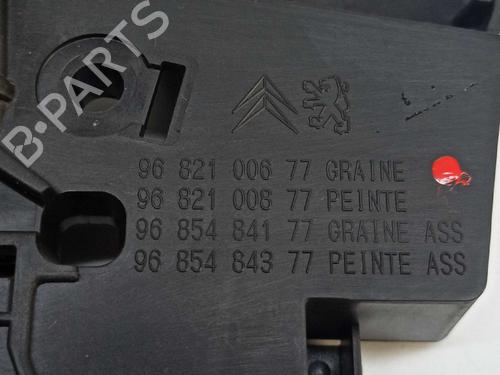 B-PARTS
96 821 006 77 GRAINE
96 821 008 77 PEINTE
96 854 841 77 GRAINE ASS
96 854 843 77 PEINTE ASS